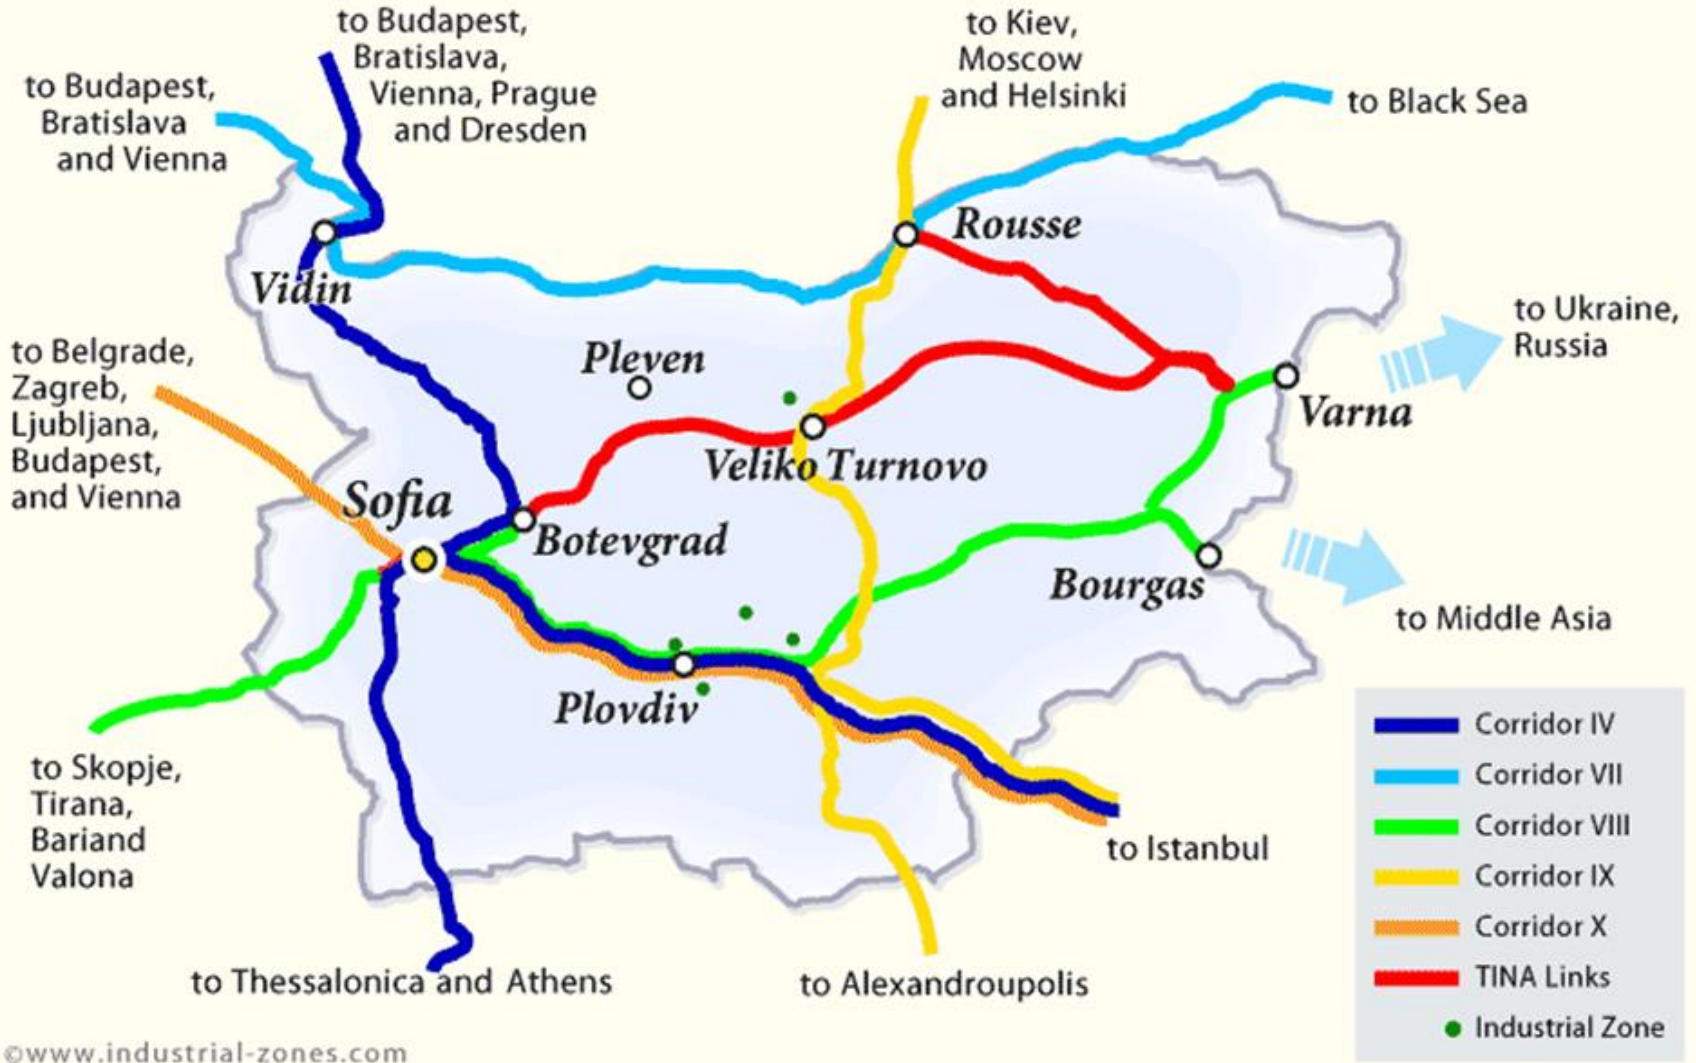 to Budapest,
Bratislava,
Vienna, Prague
and Dresden
to Budapest,
Bratislava
and Vienna
to Kiev,
Moscow
and Helsinki
to Black Sea
Rousse
Vidin
to Ukraine,
Russia
to Belgrade,
Zagreb,
Ljubljana,
Budapest,
and Vienna
Pleven
Varna
Veliko Turnovo
Sofia
Botevgrad
Bourgas
to Middle Asia
Plovdiv
to Skopje,
Tirana,
Bariand
Valona
to Istanbul
to Thessalonica and Athens
to Alexandroupolis
Corridor IV
Corridor VII
Corridor VIII
Corridor IX
Corridor X
TINA Links
Industrial Zone
©www.industrial-zones.com